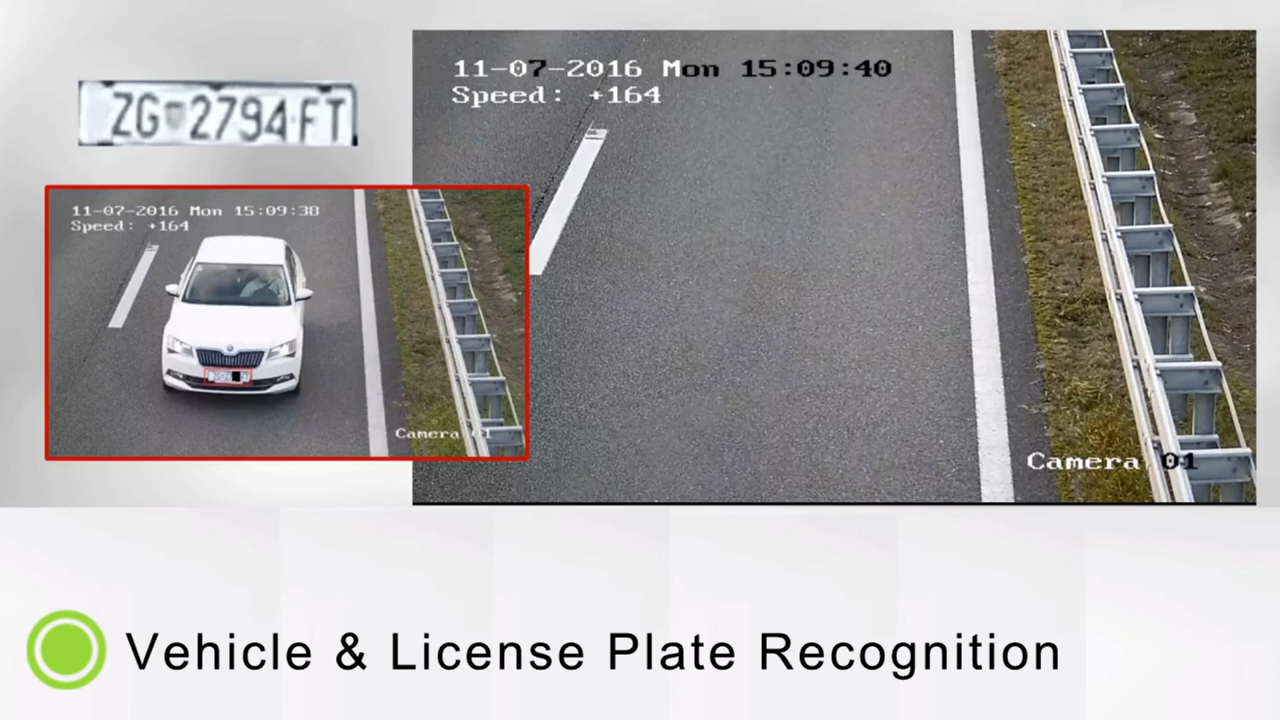 11-07-2016 Mon 15:09:40
Speed: +164
ZG 2794-FT
11-07-2016 Mon 15:09:38
Speed: +164
Camera 01
Camera 01
Vehicle & License Plate Recognition